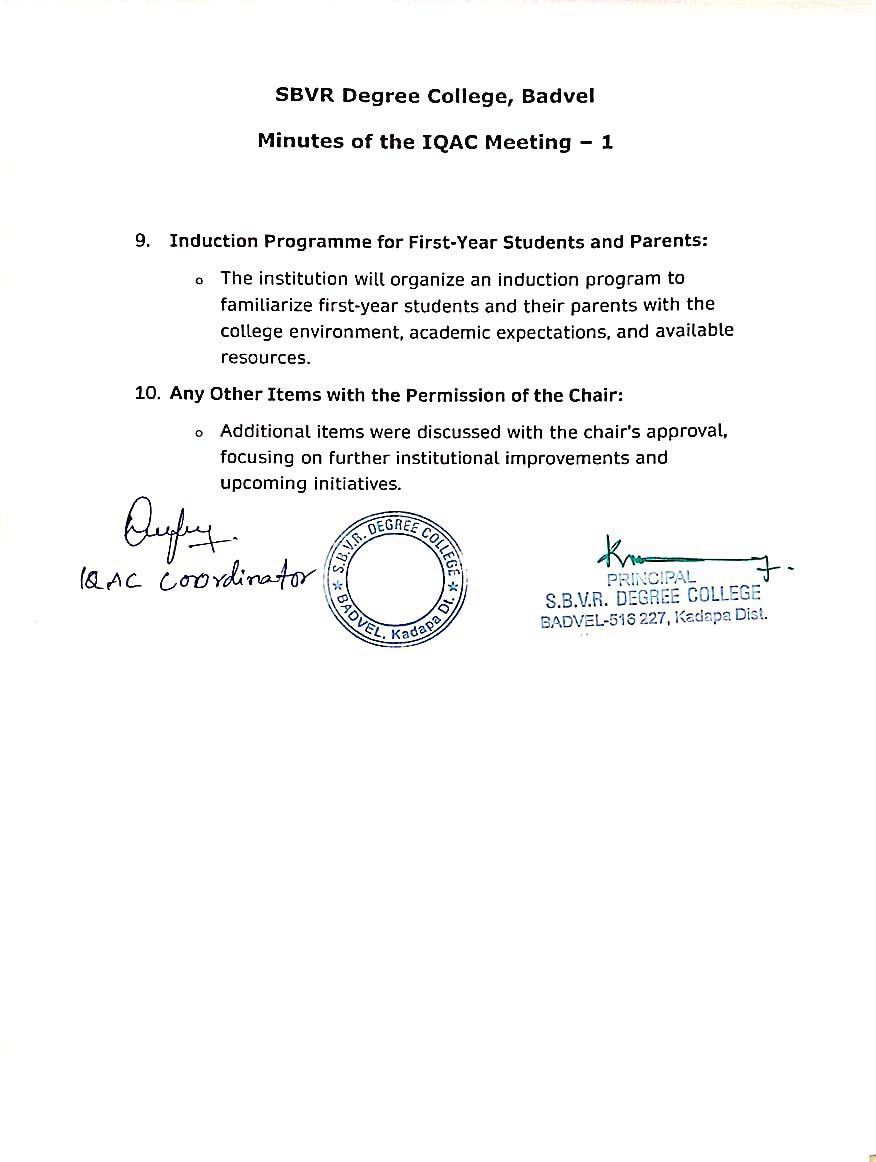 SBVR Degree College, Badvel
Minutes of the IQAC Meeting – 1
9. Induction Programme for First-Year Students and Parents:
o The institution will organize an induction program to
familiarize first-year students and their parents with the
college environment, academic expectations, and available
resources.
10. Any Other Items with the Permission of the Chair:
o Additional items were discussed with the chair's approval,
focusing on further institutional improvements and
upcoming initiatives.
IQAC Coordinator
S.B.V.R. DEGREE COLLEGE
★ BADVEL, Kadapa Dt. ★
PRINCIPAL
S.B.V.R. DEGREE COLLEGE
BADVEL-516 227, Kadapa Dist.